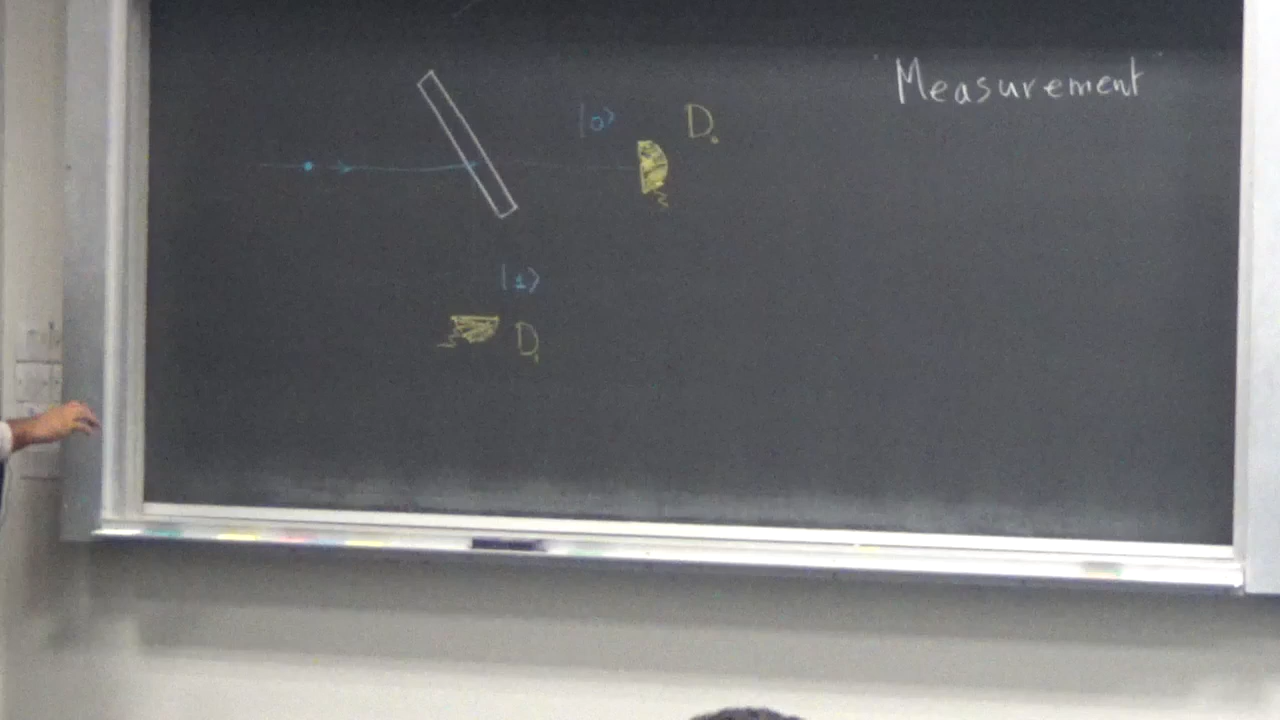 Measurement
|0⟩ D₀
|1⟩
D₁